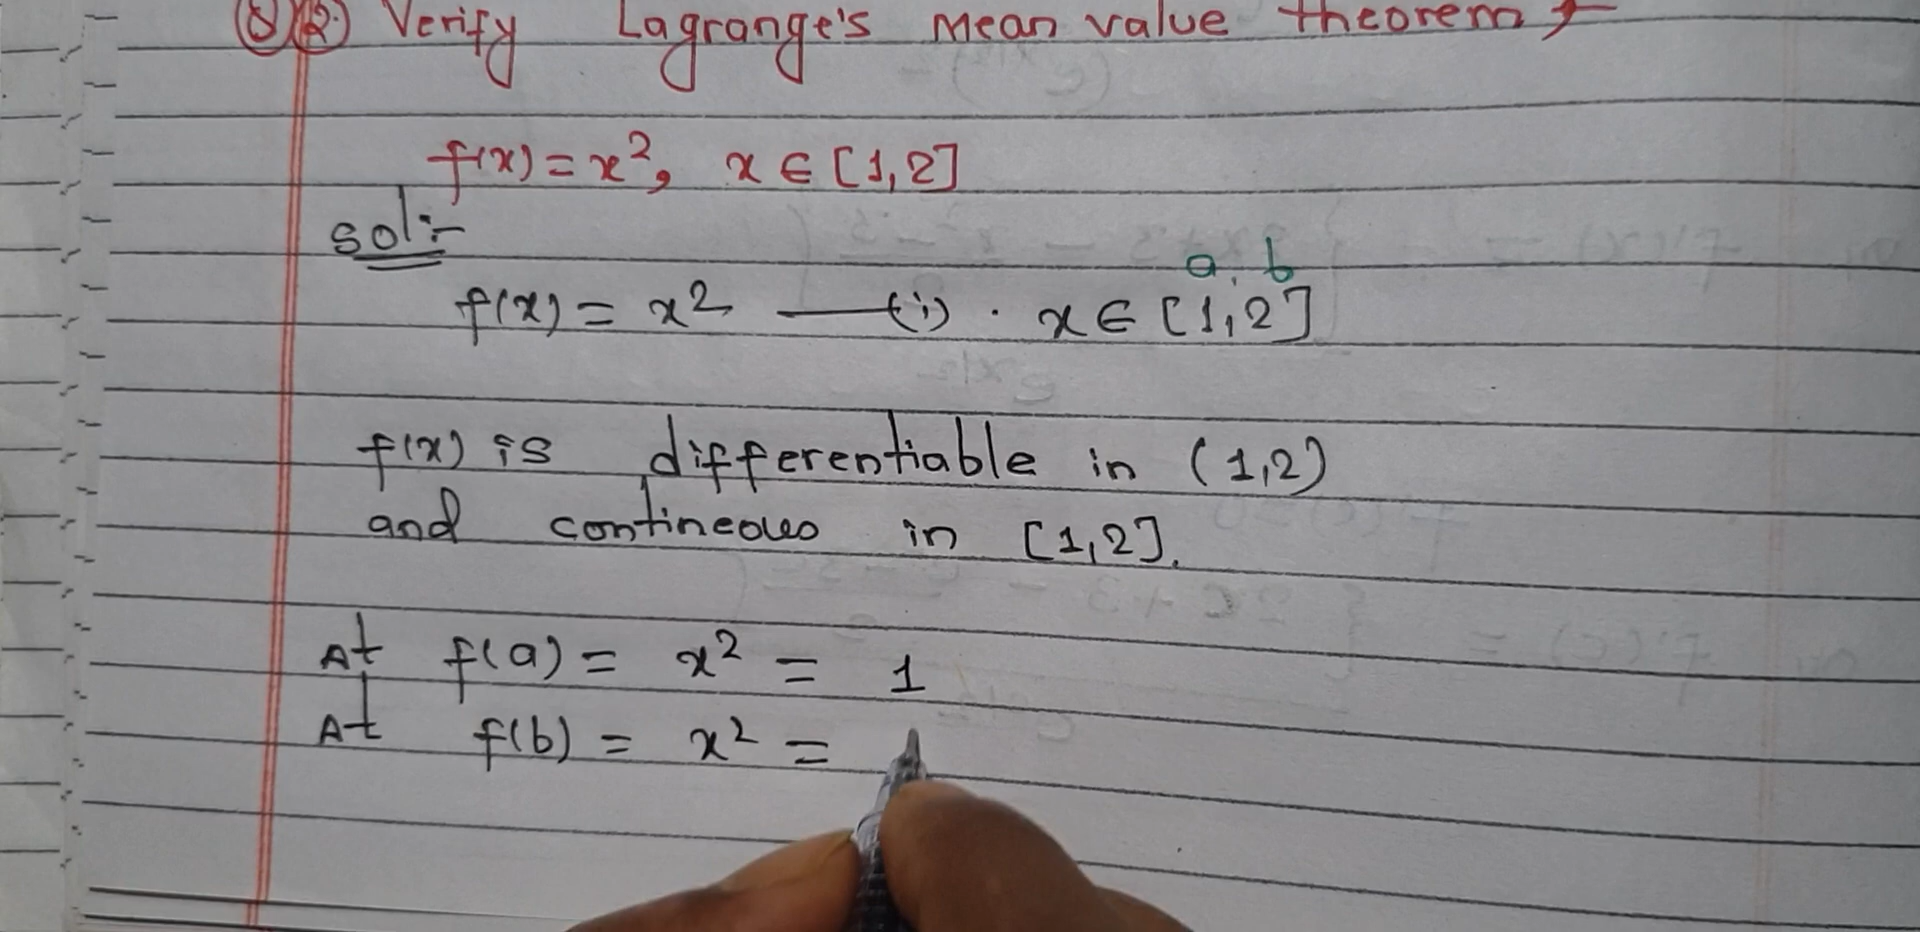 Q 2. Verify Lagrange's Mean value theorem,
f(x) = x², x ∈ [1,2]
Sol:-
a, b
f(x) = x² —(i) . x ∈ [1,2]
f(x) is differentiable in (1,2)
and contineous in [1,2].
At f(a) = x² = 1
At f(b) = x² =